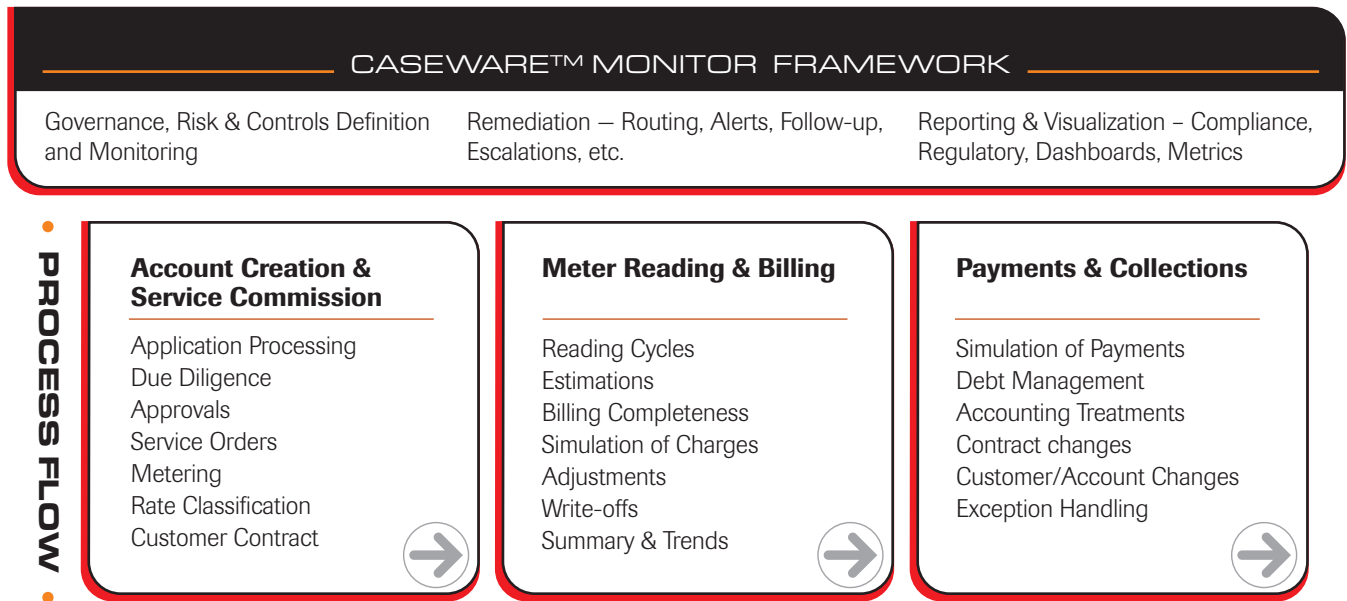 CASEWARE™ MONITOR FRAMEWORK
Governance, Risk & Controls Definition
and Monitoring
Remediation — Routing, Alerts, Follow-up,
Escalations, etc.
Reporting & Visualization – Compliance,
Regulatory, Dashboards, Metrics
• PROCESS FLOW •
Account Creation &
Service Commission
Application Processing
Due Diligence
Approvals
Service Orders
Metering
Rate Classification
Customer Contract
Meter Reading & Billing
Reading Cycles
Estimations
Billing Completeness
Simulation of Charges
Adjustments
Write-offs
Summary & Trends
Payments & Collections
Simulation of Payments
Debt Management
Accounting Treatments
Contract changes
Customer/Account Changes
Exception Handling